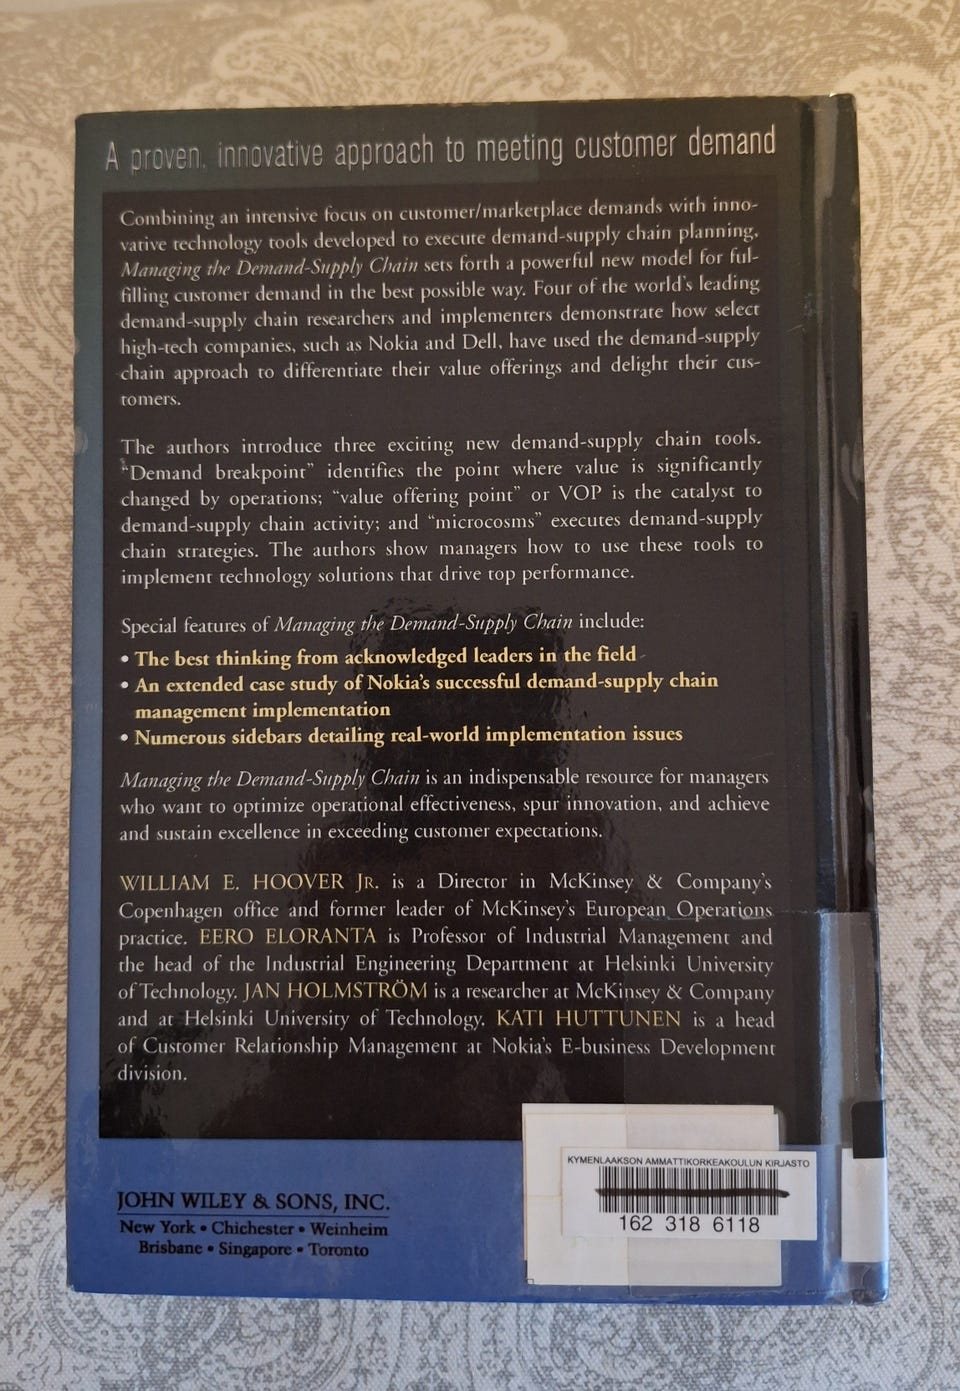 A proven, innovative approach to meeting customer demand
Combining an intensive focus on customer/marketplace demands with inno-
vative technology tools developed to execute demand-supply chain planning,
Managing the Demand-Supply Chain sets forth a powerful new model for ful-
filling customer demand in the best possible way. Four of the world's leading
demand-supply chain researchers and implementers demonstrate how select
high-tech companies, such as Nokia and Dell, have used the demand-supply
chain approach to differentiate their value offerings and delight their cus-
tomers.
The authors introduce three exciting new demand-supply chain tools.
"Demand breakpoint" identifies the point where value is significantly
changed by operations; "value offering point" or VOP is the catalyst to
demand-supply chain activity; and "microcosms" executes demand-supply
chain strategies. The authors show managers how to use these tools to
implement technology solutions that drive top performance.
Special features of Managing the Demand-Supply Chain include:
• The best thinking from acknowledged leaders in the field
• An extended case study of Nokia's successful demand-supply chain
management implementation
• Numerous sidebars detailing real-world implementation issues
Managing the Demand-Supply Chain is an indispensable resource for managers
who want to optimize operational effectiveness, spur innovation, and achieve
and sustain excellence in exceeding customer expectations.
WILLIAM E. HOOVER JR. is a Director in McKinsey & Company's
Copenhagen office and former leader of McKinsey's European Operations
practice. EERO ELORANTA is Professor of Industrial Management and
the head of the Industrial Engineering Department at Helsinki University
of Technology. JAN HOLMSTRÖM is a researcher at McKinsey & Company
and at Helsinki University of Technology. KATI HUTTUNEN is a head
of Customer Relationship Management at Nokia's E-business Development
division.
KYMENLAAKSON AMMATTIKORKEAKOULUN KIRJASTO
162 318 6118
JOHN WILEY & SONS, INC.
New York • Chichester • Weinheim
Brisbane • Singapore • Toronto